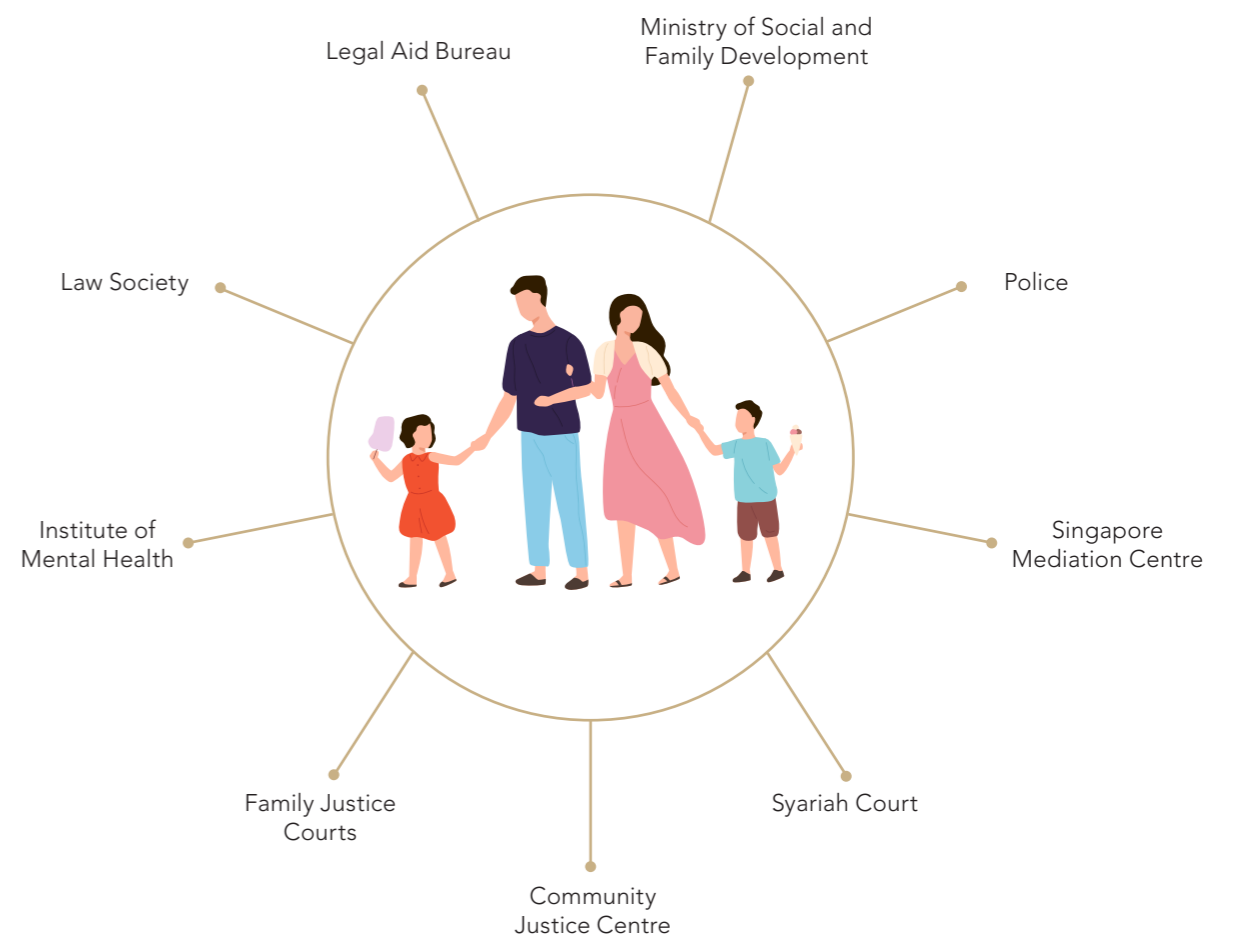 Legal Aid Bureau
Ministry of Social and
Family Development
Law Society
Police
Institute of
Mental Health
Singapore
Mediation Centre
Family Justice
Courts
Syariah Court
Community
Justice Centre